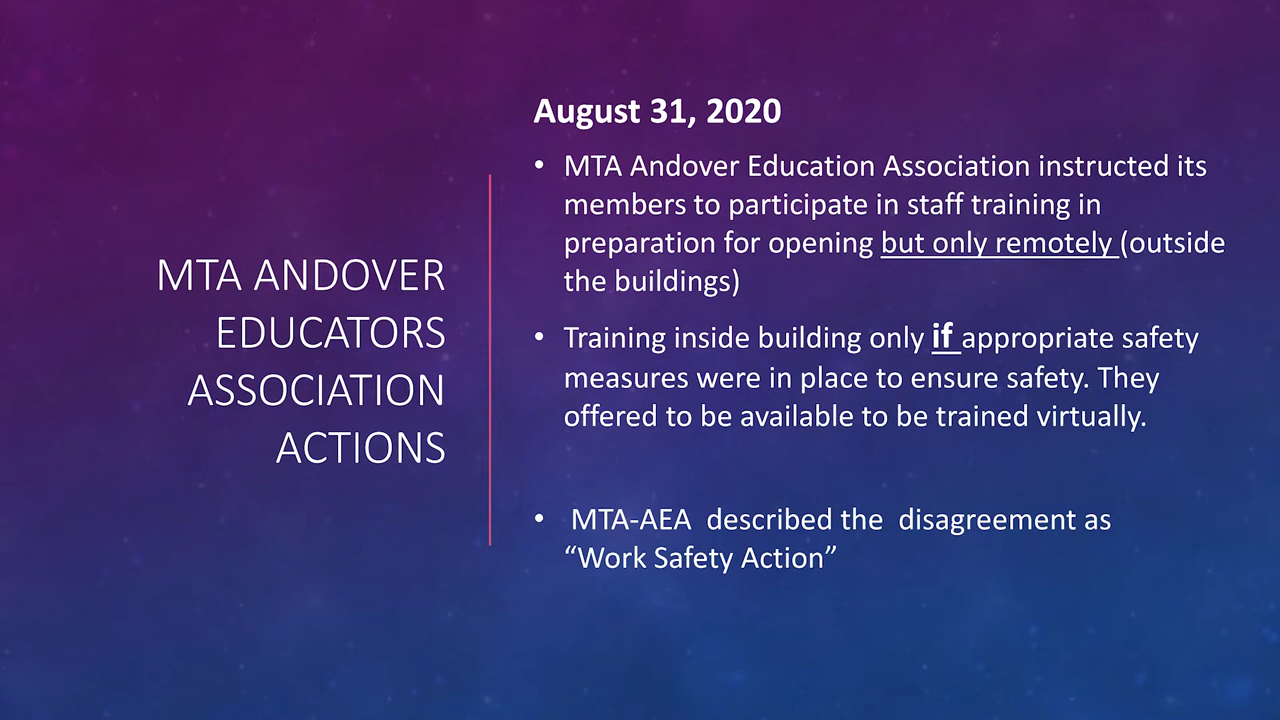 MTA ANDOVER
EDUCATORS
ASSOCIATION
ACTIONS
August 31, 2020
• MTA Andover Education Association instructed its
members to participate in staff training in
preparation for opening but only remotely (outside
the buildings)
• Training inside building only if appropriate safety
measures were in place to ensure safety. They
offered to be available to be trained virtually.
• MTA-AEA described the disagreement as
“Work Safety Action”